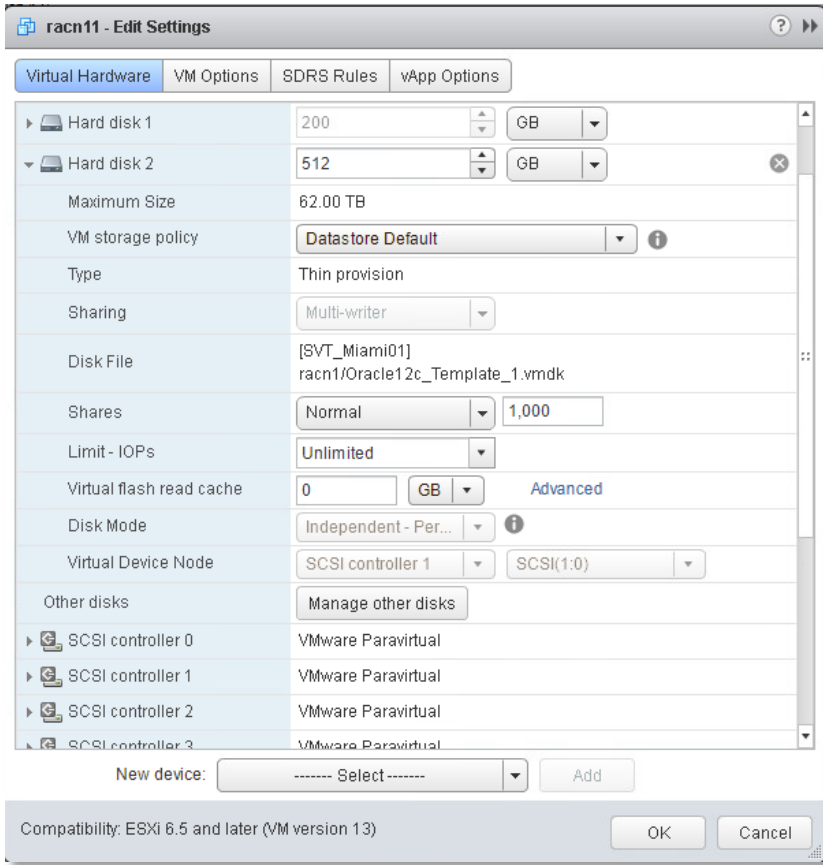 racn11 - Edit Settings
?
Virtual Hardware VM Options SDRS Rules vApp Options
Hard disk 1 200 GB
Hard disk 2 512 GB
Maximum Size 62.00 TB
VM storage policy Datastore Default
Type Thin provision
Sharing Multi-writer
Disk File [SVT_Miami01]
racn1/Oracle12c_Template_1.vmdk
Shares Normal 1,000
Limit - IOPs Unlimited
Virtual flash read cache 0 GB Advanced
Disk Mode Independent - Per...
Virtual Device Node SCSI controller 1 SCSI(1:0)
Other disks Manage other disks
SCSI controller 0 VMware Paravirtual
SCSI controller 1 VMware Paravirtual
SCSI controller 2 VMware Paravirtual
SCSI controller 3 VMware Paravirtual
New device: ------- Select ------- Add
Compatibility: ESXi 6.5 and later (VM version 13) OK Cancel